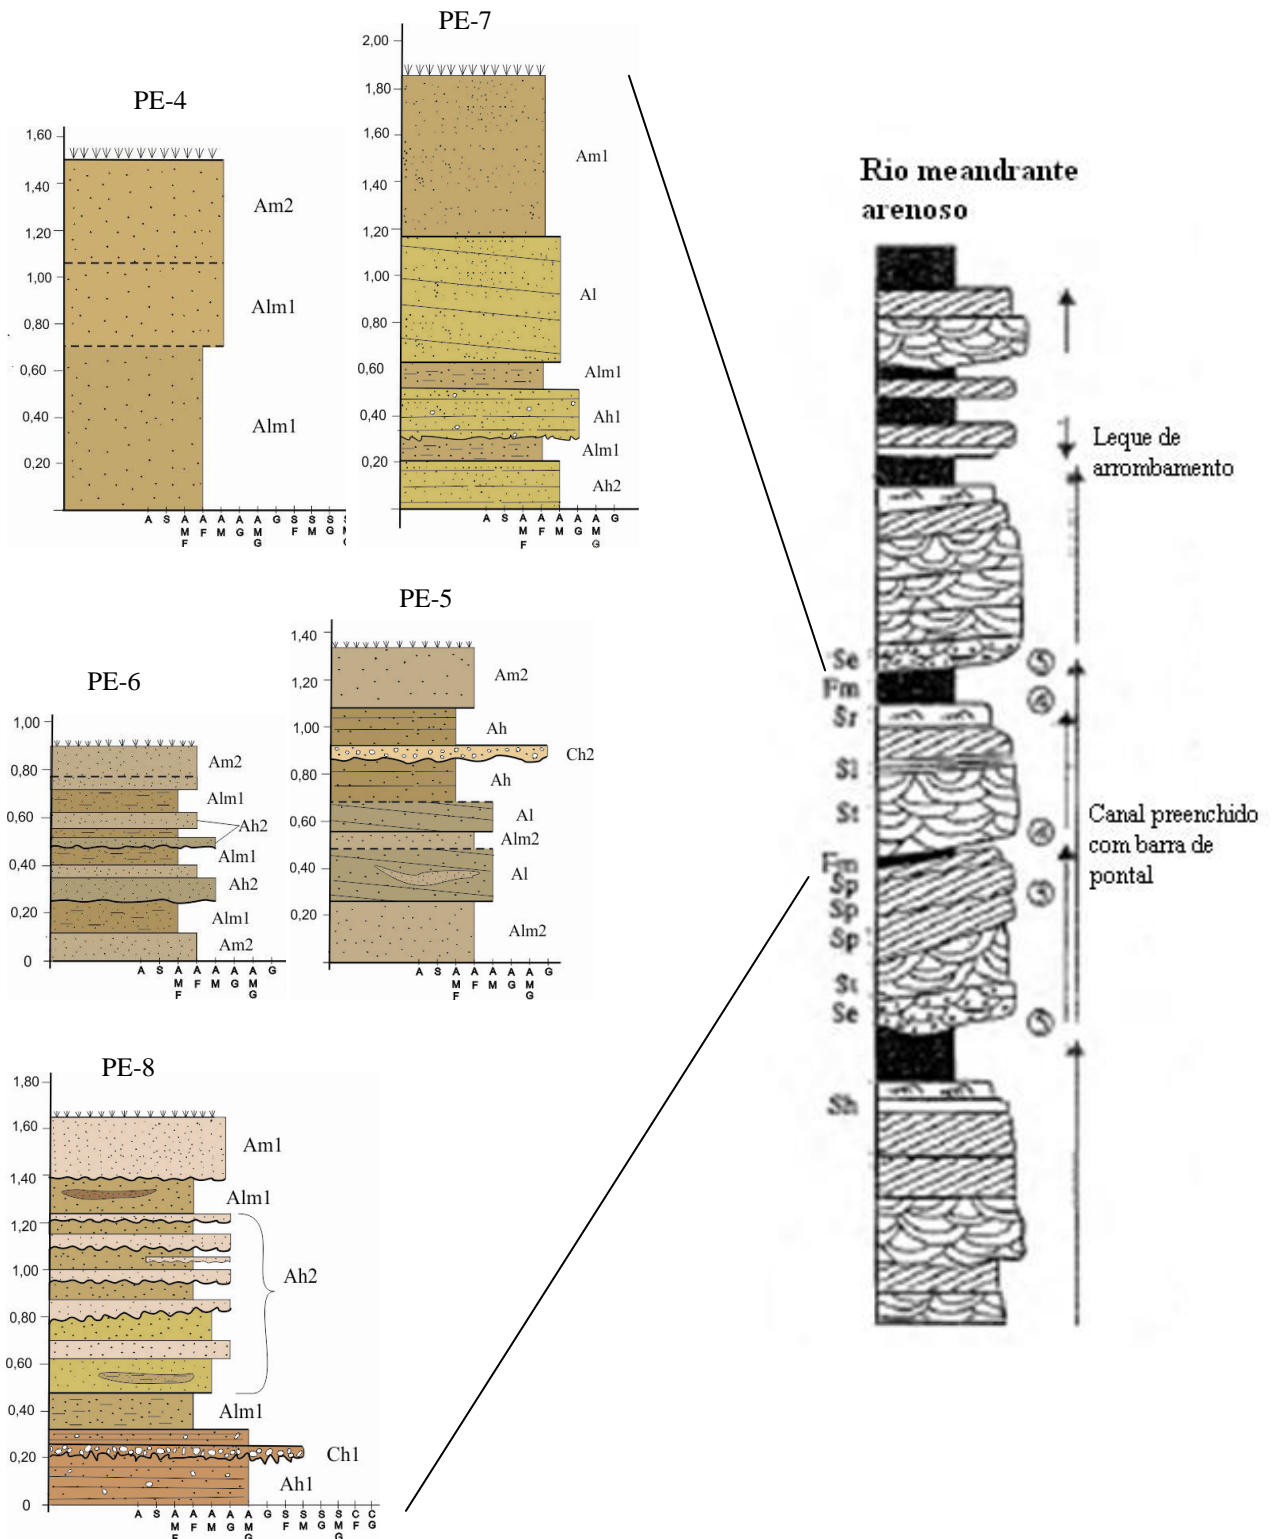 PE-4
1,60
1,40
1,20
1,00
0,80
0,60
0,40
0,20
Am2
Alm1
Alm1
A S A A A A A G S S S
M F M G M F M G
F G
PE-7
2,00
1,80
1,60
1,40
1,20
1,00
0,80
0,60
0,40
0,20
Am1
Al
Alm1
Ah1
Alm1
Ah2
A S A A A A A G
M F M G M
F G
PE-6
1,00
0,80
0,60
0,40
0,20
0
Am2
Alm1
Ah2
Alm1
Ah2
Alm1
Am2
A S A A A A A G
M F M G M
F G
PE-5
1,40
1,20
1,00
0,80
0,60
0,40
0,20
Am2
Ah
Ch2
Ah
Al
Alm2
Al
Alm2
A S A A A A A G
M F M G M
F G
PE-8
1,80
1,60
1,40
1,20
1,00
0,80
0,60
0,40
0,20
0
Am1
Alm1
Ah2
Alm1
Ch1
Ah1
A S A A A A A G S S S S C C
M F M G M F M G M F G
F G G
Rio meandrante
arenoso
Leque de
arrombamento
Se 5
Fm 4
Sr
Sl
St 4
Fm
Sp 3
Sp
Sp
St
Se 5
Sh
Canal preenchido
com barra de
pontal